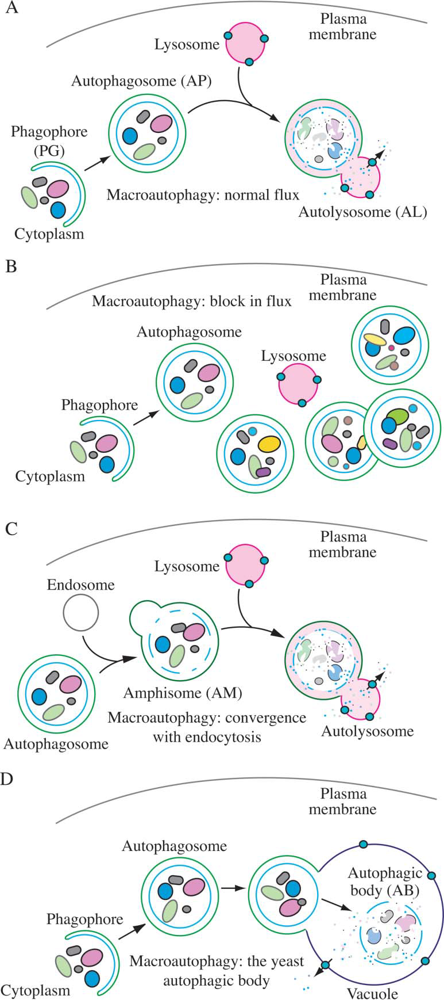 A
Plasma
membrane
Lysosome
Autophagosome (AP)
Phagophore
(PG)
Macroautophagy: normal flux
Autolysosome (AL)
Cytoplasm
B
Plasma
membrane
Macroautophagy: block in flux
Autophagosome
Lysosome
Phagophore
Cytoplasm
C
Plasma
membrane
Lysosome
Endosome
Amphisome (AM)
Macroautophagy: convergence
with endocytosis
Autolysosome
Autophagosome
D
Plasma
membrane
Autophagosome
Autophagic
body (AB)
Phagophore
Macroautophagy: the yeast
autophagic body
Cytoplasm
Vacuole